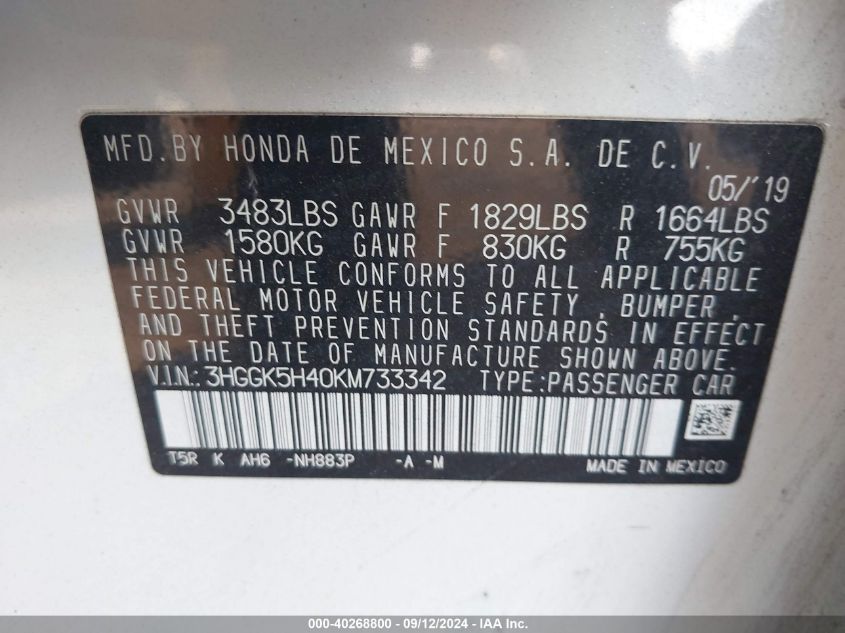 MFD.BY HONDA DE MEXICO S.A. DE C.V.
05/'19
GVWR 3483LBS GAWR F 1829LBS R 1664LBS
GVWR 1580KG GAWR F 830KG R 755KG
THIS VEHICLE CONFORMS TO ALL APPLICABLE
FEDERAL MOTOR VEHICLE SAFETY, BUMPER,
AND THEFT PREVENTION STANDARDS IN EFFECT
ON THE DATE OF MANUFACTURE SHOWN ABOVE.
V.I.N.: 3HGGK5H40KM733342 TYPE:PASSENGER CAR
T5R K AH6 -NH883P -A -M MADE IN MEXICO
000-40268800 - 09/12/2024 - IAA Inc.